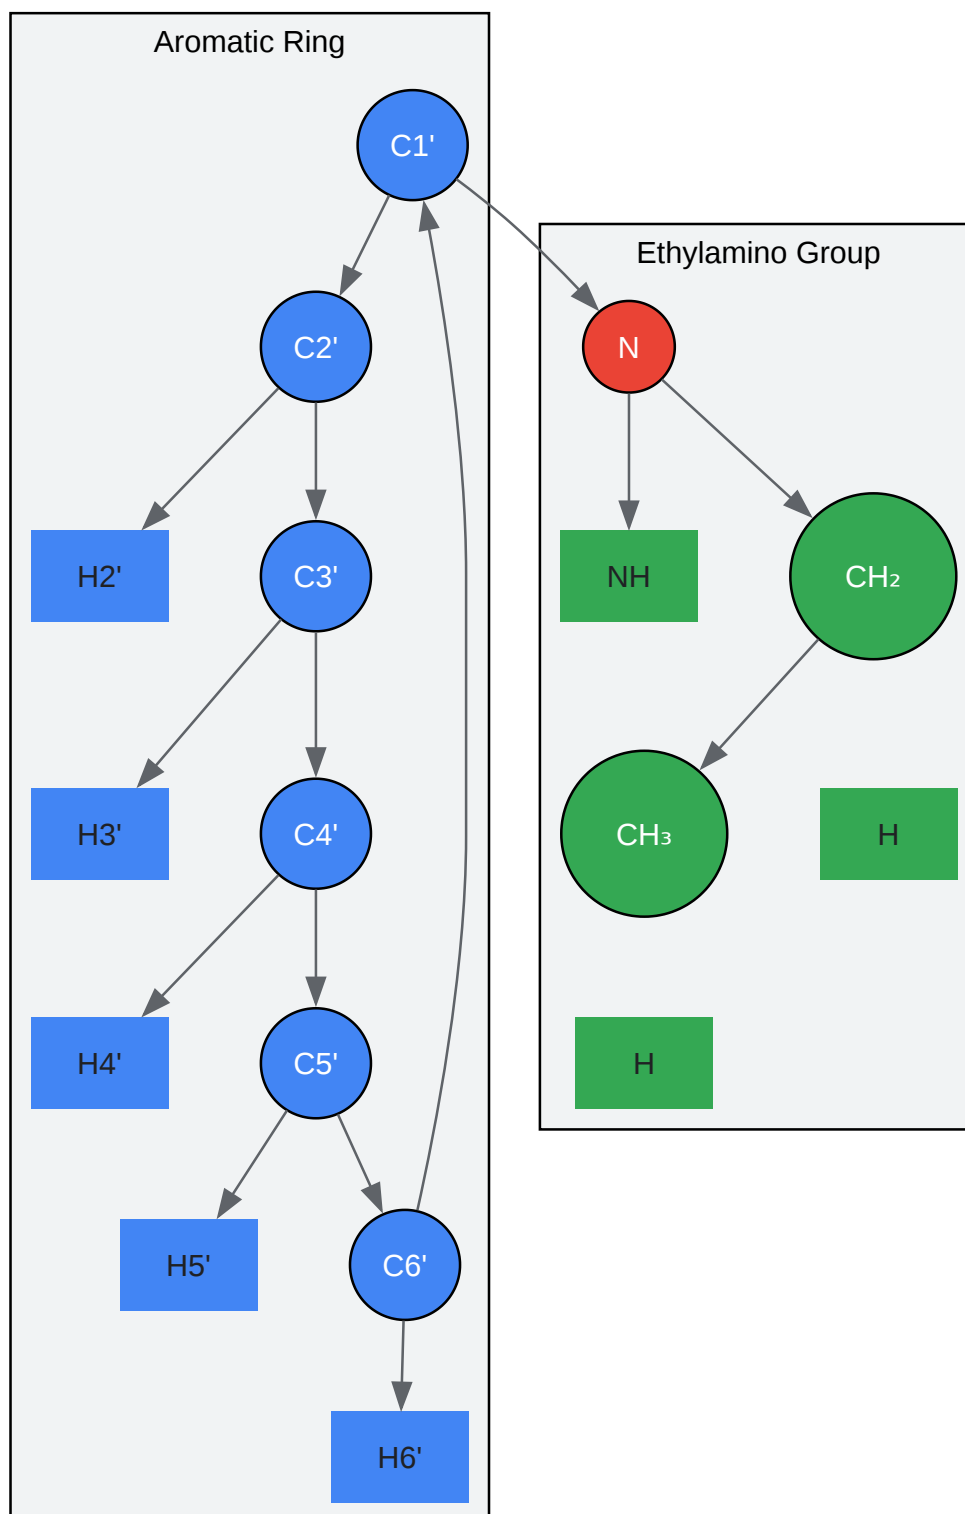 Aromatic Ring
C1'
Ethylamino Group
C2'
N
H2'
C3'
NH
CH₂
H3'
C4'
CH₃
H
H4'
C5'
H
H5'
C6'
H6'